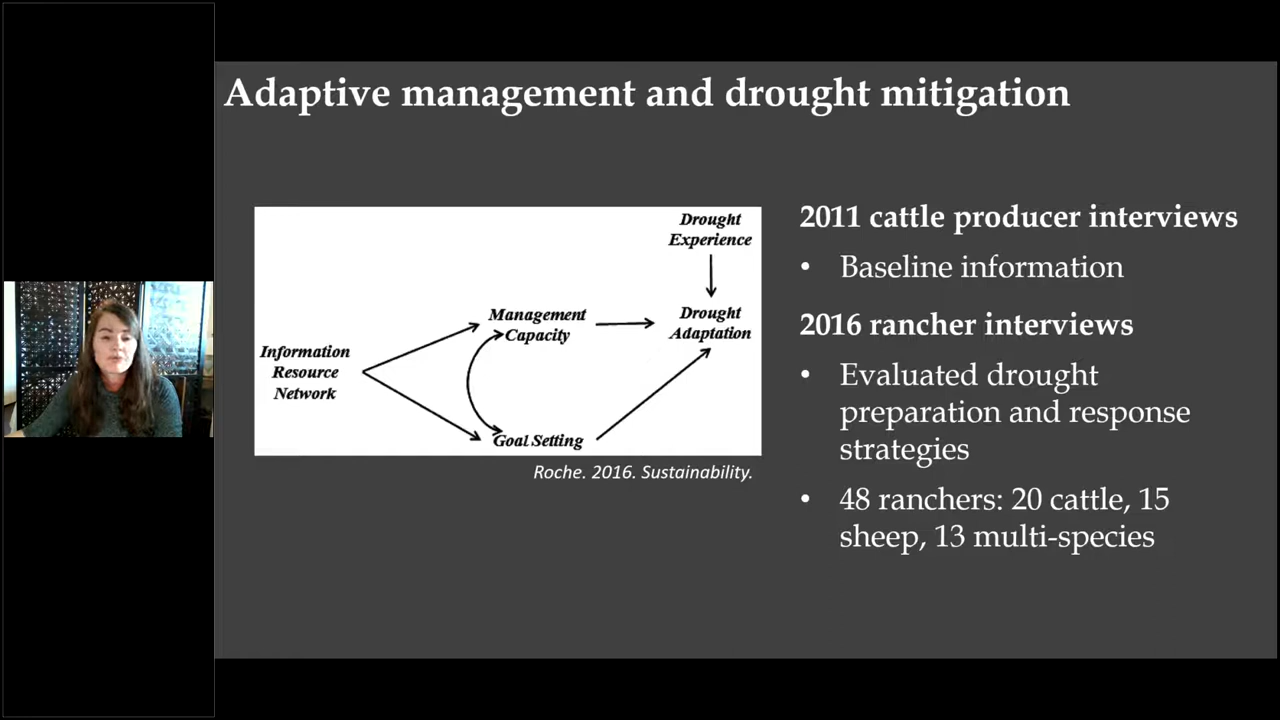 Adaptive management and drought mitigation
Drought
Experience
Management
Capacity
Drought
Adaptation
Information
Resource
Network
Goal Setting
Roche. 2016. Sustainability.
2011 cattle producer interviews
• Baseline information
2016 rancher interviews
• Evaluated drought
preparation and response
strategies
• 48 ranchers: 20 cattle, 15
sheep, 13 multi-species